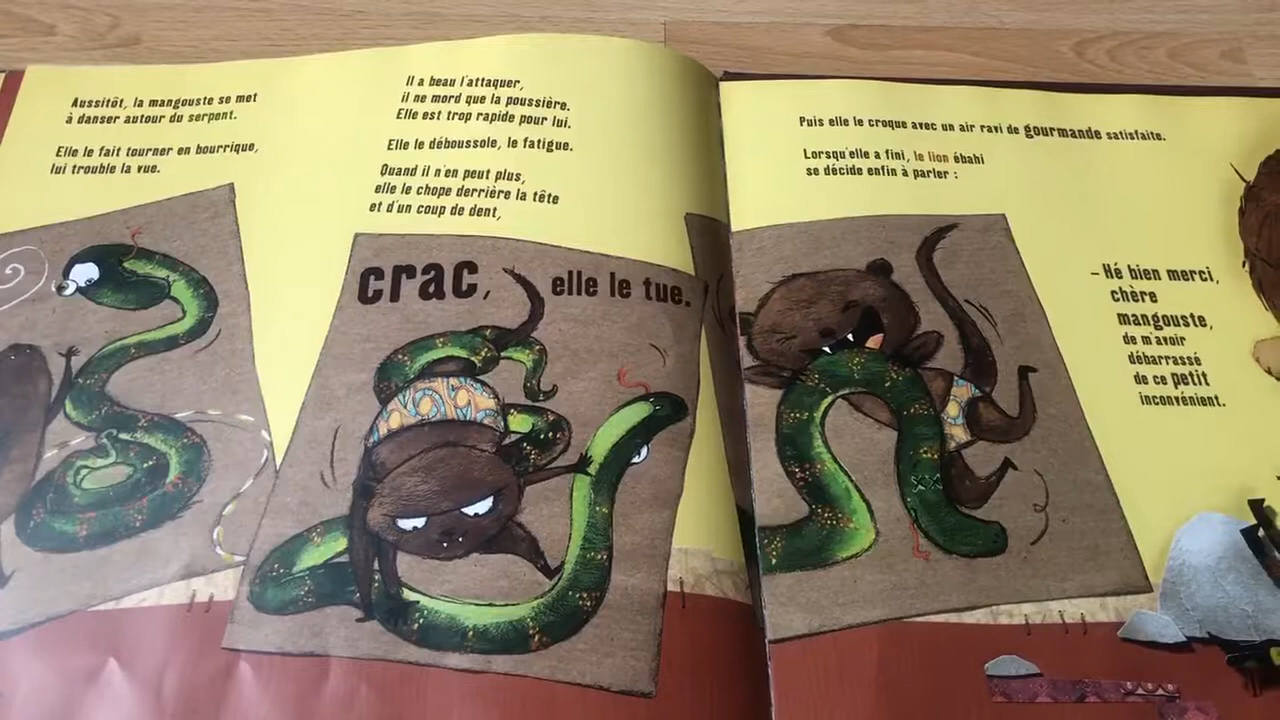 Aussitôt, la mangouste se met
à danser autour du serpent.
Elle le fait tourner en bourrique,
lui trouble la vue.
Il a beau l'attaquer,
il ne mord que la poussière.
Elle est trop rapide pour lui.
Elle le déboussole, le fatigue.
Quand il n'en peut plus,
elle le chope derrière la tête
et d'un coup de dent,
crac, elle le tue.
Puis elle le croque avec un air ravi de gourmande satisfaite.
Lorsqu'elle a fini, le lion ébahi
se décide enfin à parler :
– Hé bien merci,
chère
mangouste,
de m'avoir
débarrassé
de ce petit
inconvénient.